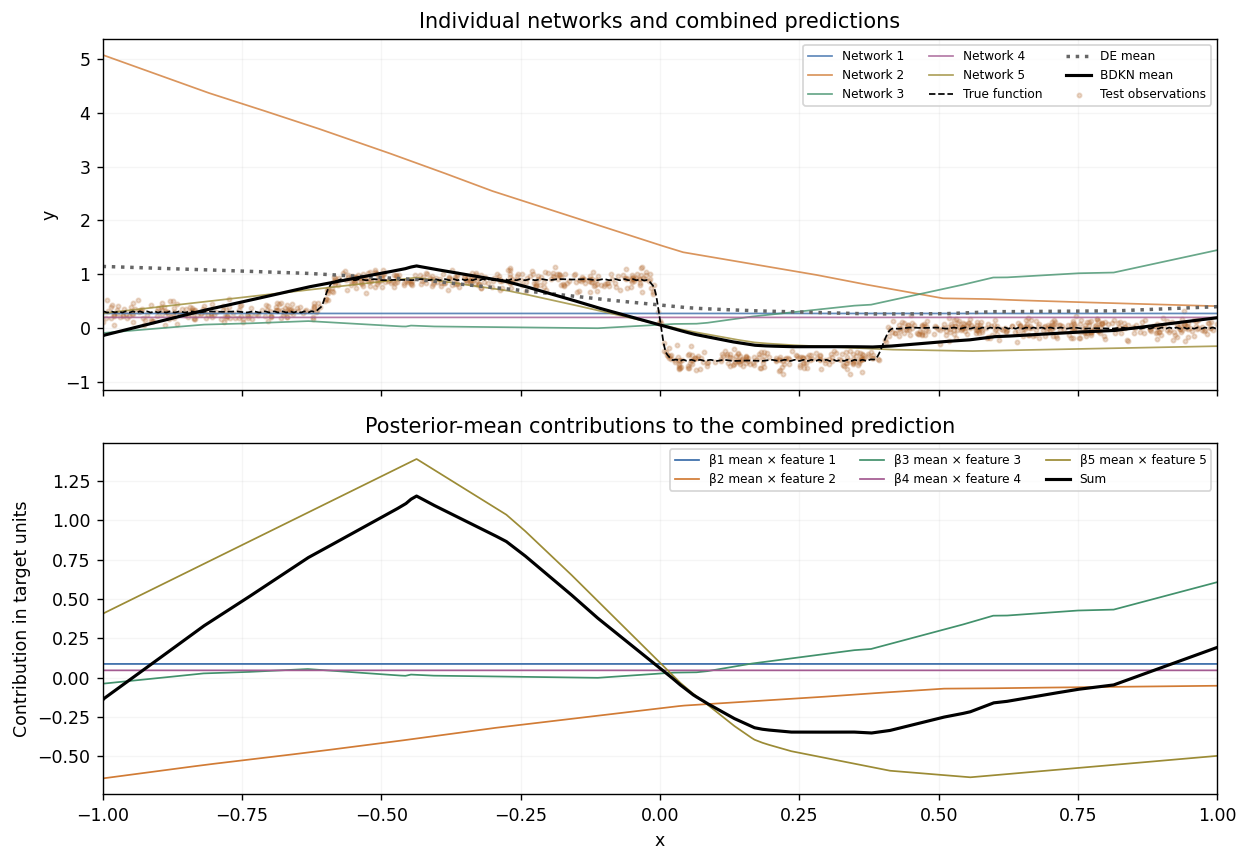 Individual networks and combined predictions
5
4
3
2
1
0
−1
y
Network 1
Network 2
Network 3
Network 4
Network 5
True function
DE mean
BDKN mean
Test observations
Posterior-mean contributions to the combined prediction
1.25
1.00
0.75
0.50
0.25
0.00
−0.25
−0.50
Contribution in target units
β1 mean × feature 1
β2 mean × feature 2
β3 mean × feature 3
β4 mean × feature 4
β5 mean × feature 5
Sum
−1.00 −0.75 −0.50 −0.25 0.00 0.25 0.50 0.75 1.00
x